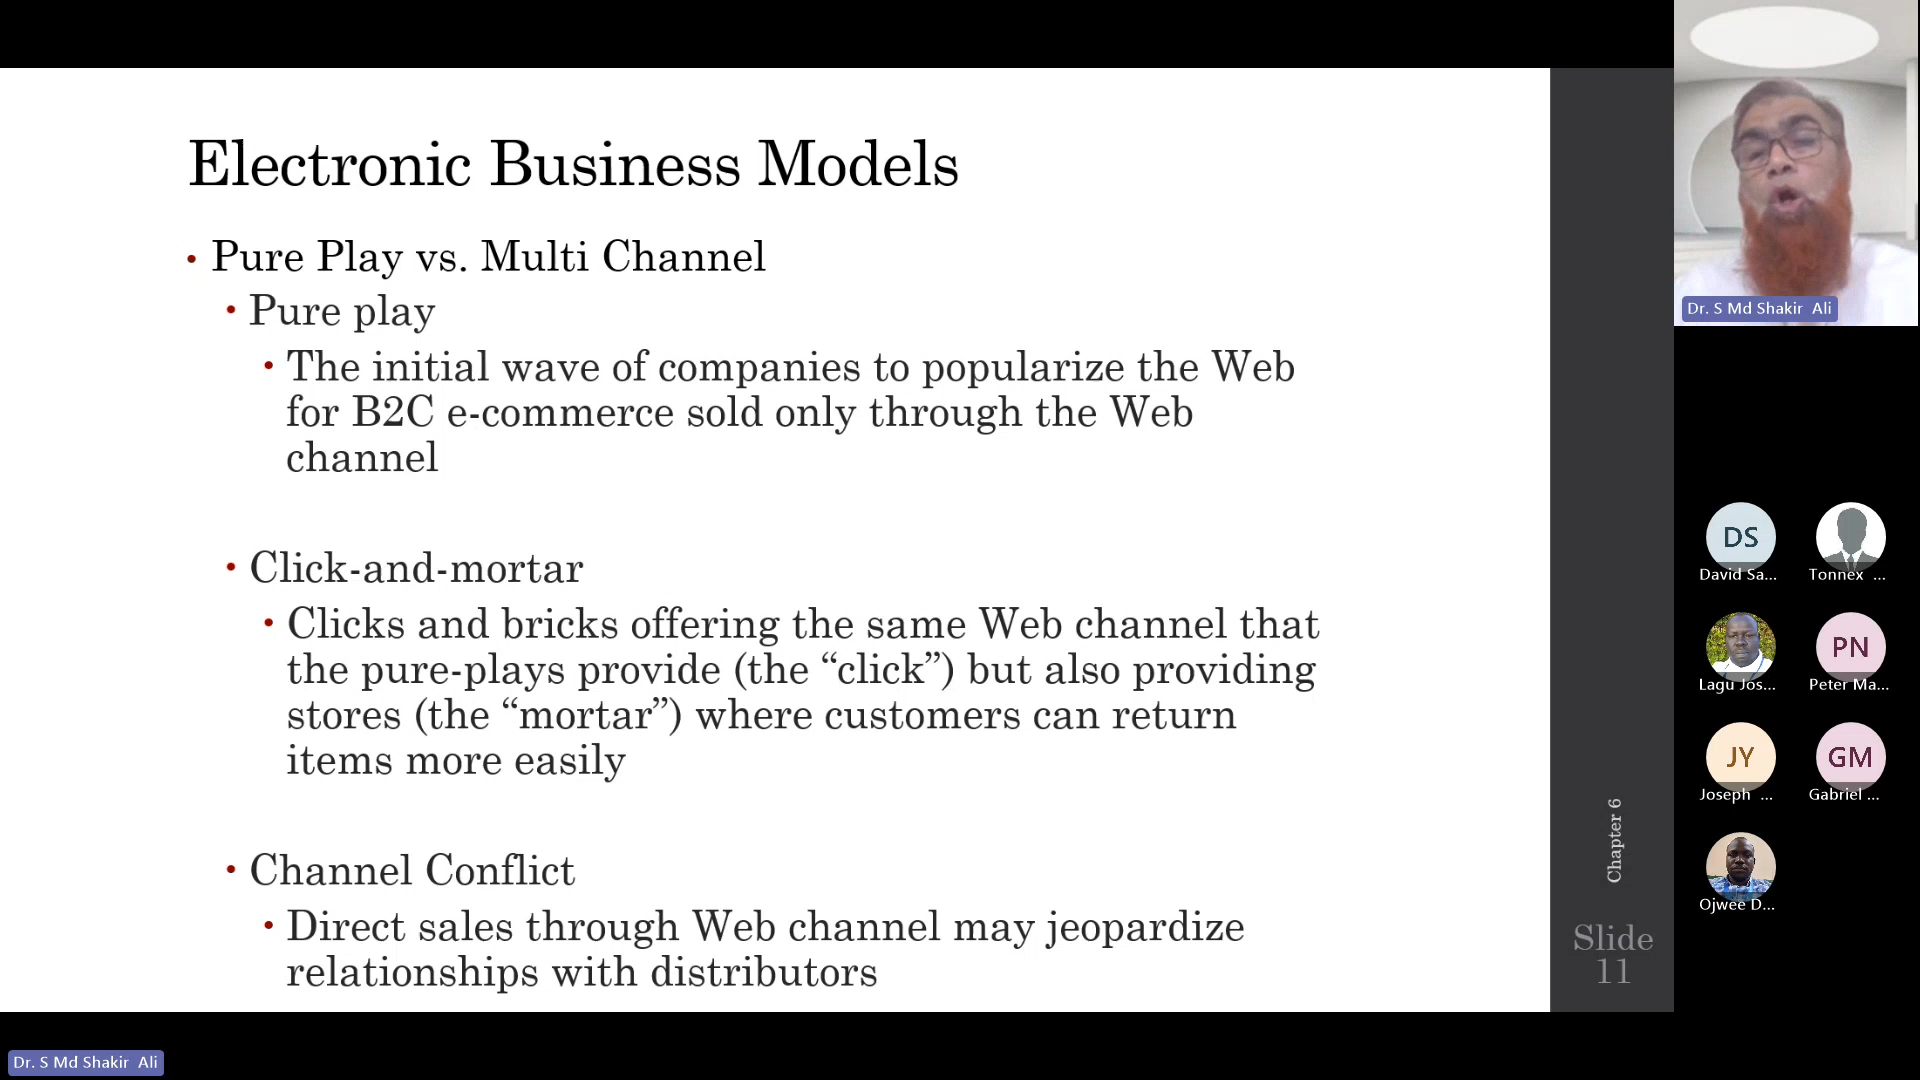 Electronic Business Models
• Pure Play vs. Multi Channel
• Pure play
• The initial wave of companies to popularize the Web
for B2C e-commerce sold only through the Web
channel
• Click-and-mortar
• Clicks and bricks offering the same Web channel that
the pure-plays provide (the “click”) but also providing
stores (the “mortar”) where customers can return
items more easily
• Channel Conflict
• Direct sales through Web channel may jeopardize
relationships with distributors
Chapter 6
Slide
11
Dr. S Md Shakir Ali
DS
David Sa...
Tonnex ...
Lagu Jos...
PN
Peter Ma...
JY
Joseph ...
GM
Gabriel ...
Ojwee D...
Dr. S Md Shakir Ali